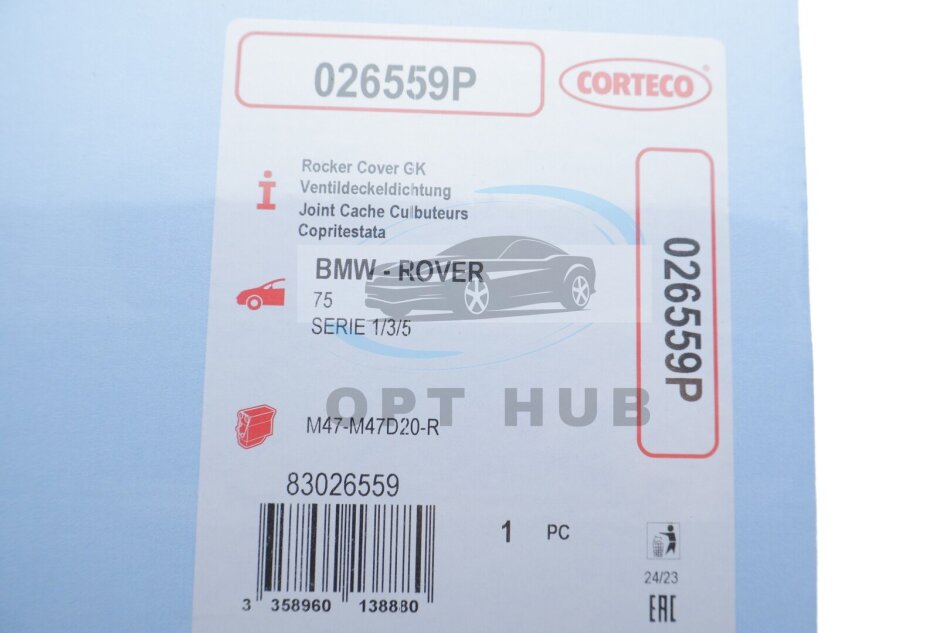 026559P
CORTECO
Rocker Cover GK
Ventildeckeldichtung
Joint Cache Culbuteurs
Copritestata
BMW - ROVER
75
SERIE 1/3/5
026559P
OPT HUB
M47-M47D20-R
83026559
1 PC
3 358960 138880
24/23
EAC